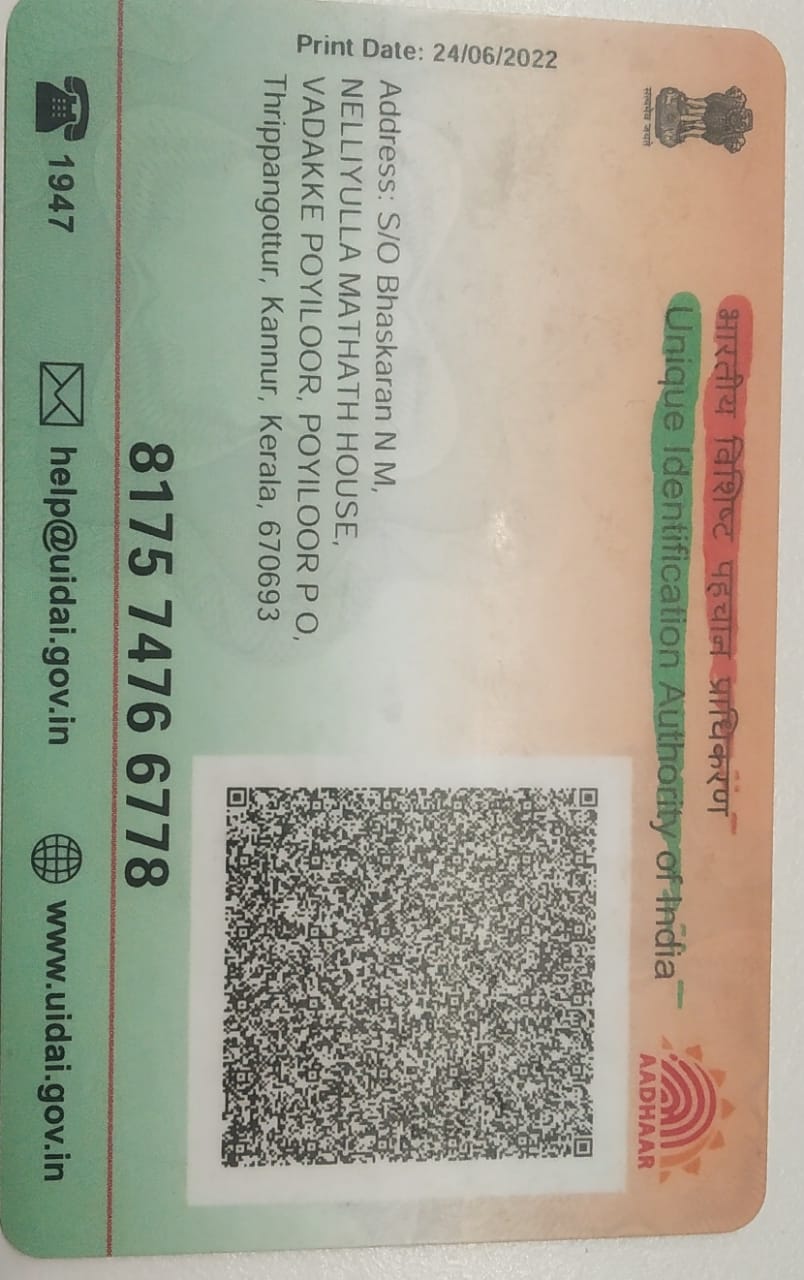 Print Date: 24/06/2022
सत्यमेव जयते
भारतीय विशिष्ट पहचान प्राधिकरण
Unique Identification Authority of India
AADHAAR
Address: S/O Bhaskaran N M,
NELLIYULLA MATHATH HOUSE,
VADAKKE POYILOOR, POYILOOR P O,
Thrippangottur, Kannur, Kerala, 670693
8175 7476 6778
1947
help@uidai.gov.in
www.uidai.gov.in